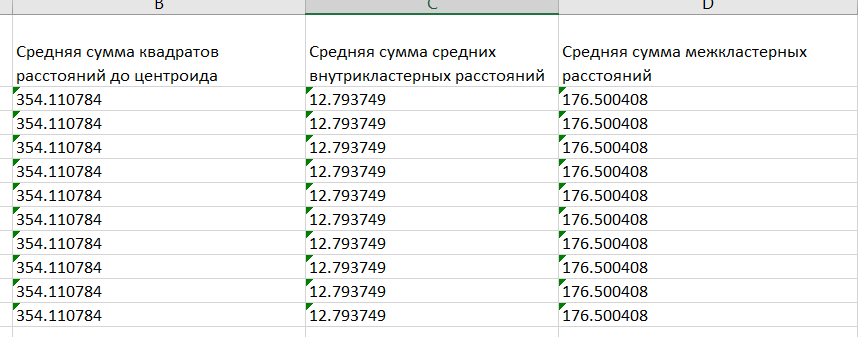 B C D
Средняя сумма квадратов расстояний до центроида
Средняя сумма средних внутрикластерных расстояний
Средняя сумма межкластерных расстояний
354.110784 12.793749 176.500408
354.110784 12.793749 176.500408
354.110784 12.793749 176.500408
354.110784 12.793749 176.500408
354.110784 12.793749 176.500408
354.110784 12.793749 176.500408
354.110784 12.793749 176.500408
354.110784 12.793749 176.500408
354.110784 12.793749 176.500408
354.110784 12.793749 176.500408